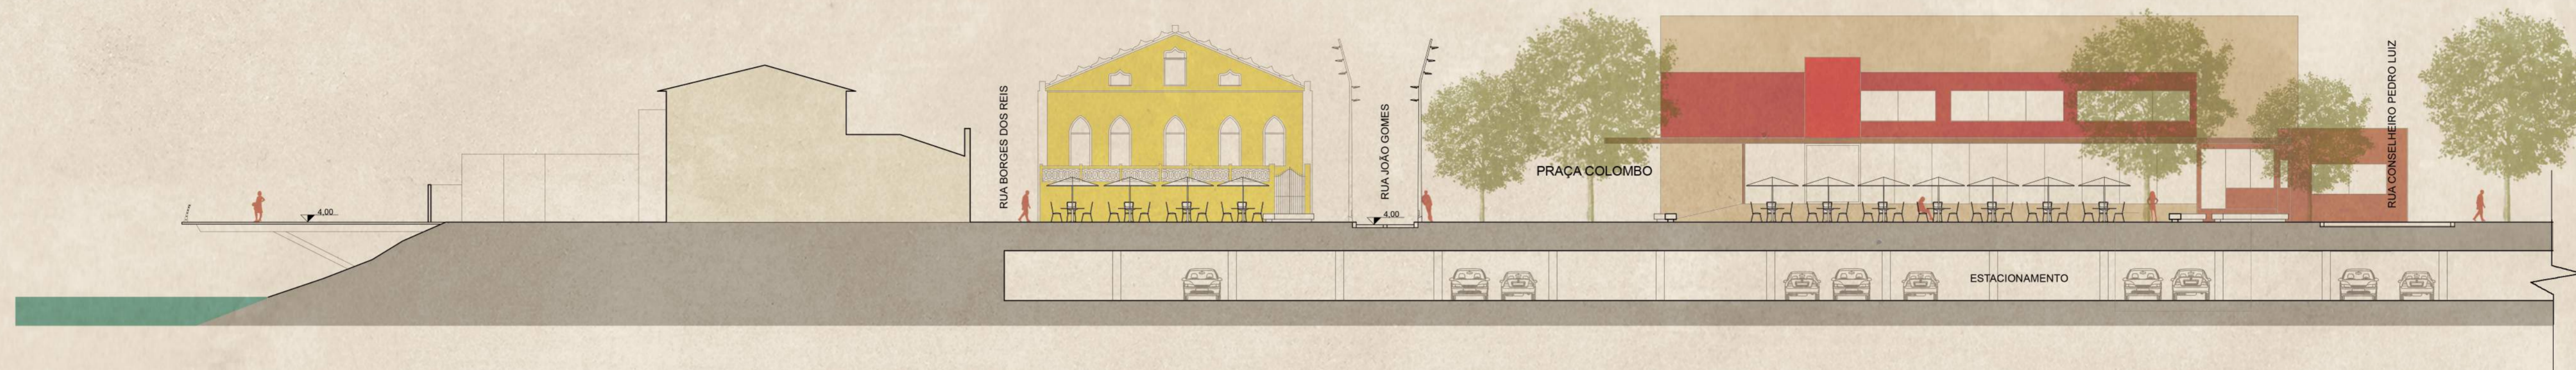 4,00
RUA BORGES DOS REIS
RUA JOÃO GOMES
4,00
PRAÇA COLOMBO
ESTACIONAMENTO
RUA CONSELHEIRO PEDRO LUIZ